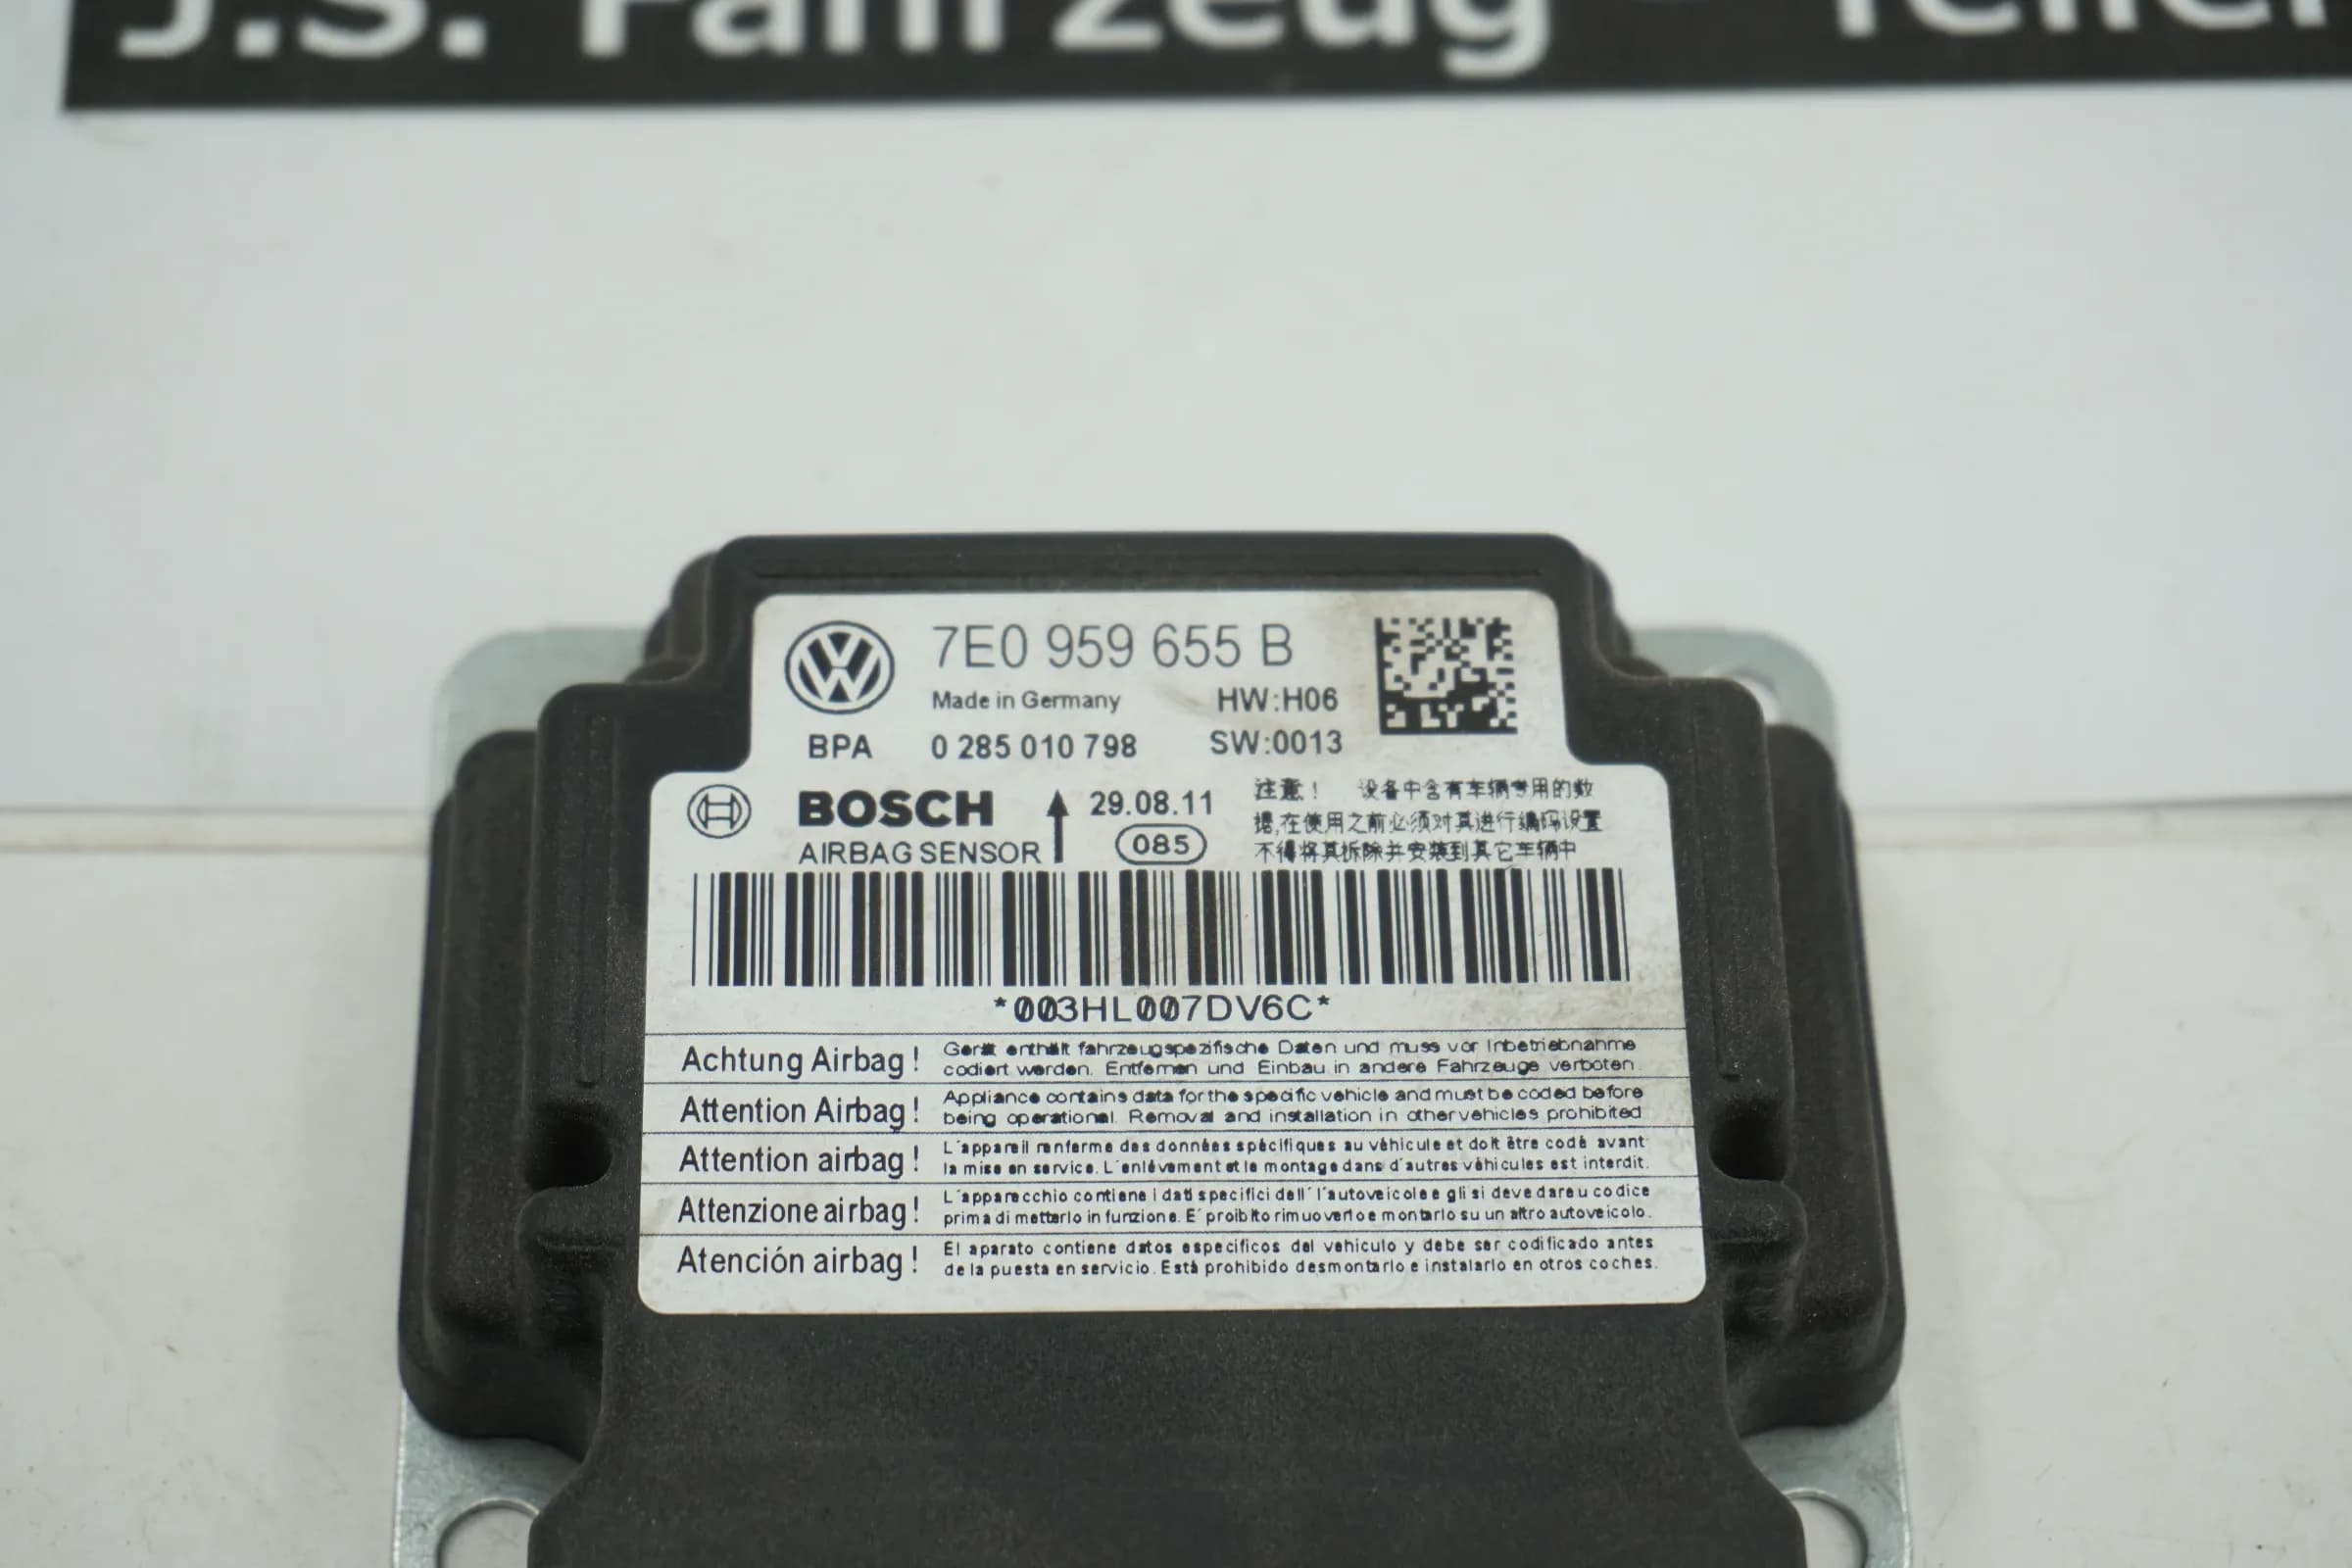 J.S. Fahrzeug - Teile
7E0 959 655 B
Made in Germany HW:H06
BPA 0 285 010 798 SW:0013
BOSCH 29.08.11
AIRBAG SENSOR 085
注意！ 设备中含有车辆专用的数
据,在使用之前必须对其进行编码设置
不得将其拆除并安装到其它车辆中
*003HL007DV6C*
Achtung Airbag! Gerät enthält fahrzeugspezifische Daten und muss vor Inbetriebnahme
codiert werden. Entfernen und Einbau in andere Fahrzeuge verboten.
Attention Airbag! Appliance contains data for the specific vehicle and must be coded before
being operational. Removal and installation in other vehicles prohibited
Attention airbag! L'appareil renferme des données spécifiques au véhicule et doit être codé avant
la mise en service. L'enlévement et le montage dans d'autres véhicules est interdit.
Attenzione airbag! L'apparecchio contiene i dati specifici dell' l'autoveicolo e gli si deve dare u codice
prima di metterlo in funzione. E' proibito rimuoverlo e montarlo su un altro autoveicolo.
Atención airbag! El aparato contiene datos especificos del vehiculo y debe ser codificado antes
de la puesta en servicio. Está prohibido desmontarlo e instalarlo en otros coches.